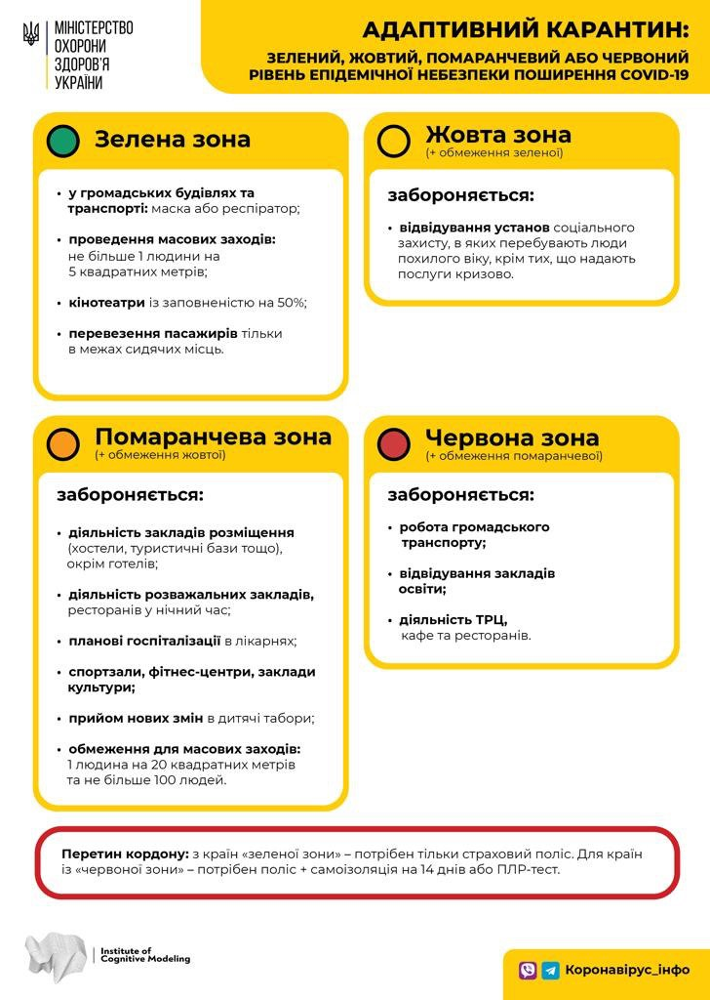 МІНІСТЕРСТВО
ОХОРОНИ
ЗДОРОВ'Я
УКРАЇНИ
АДАПТИВНИЙ КАРАНТИН:
ЗЕЛЕНИЙ, ЖОВТИЙ, ПОМАРАНЧЕВИЙ АБО ЧЕРВОНИЙ
РІВЕНЬ ЕПІДЕМІЧНОЇ НЕБЕЗПЕКИ ПОШИРЕННЯ COVID-19
Зелена зона
• у громадських будівлях та
транспорті: маска або респіратор;
• проведення масових заходів:
не більше 1 людини на
5 квадратних метрів;
• кінотеатри із заповненістю на 50%;
• перевезення пасажирів тільки
в межах сидячих місць.
Жовта зона
(+ обмеження зеленої)
забороняється:
• відвідування установ соціального
захисту, в яких перебувають люди
похилого віку, крім тих, що надають
послуги кризово.
Помаранчева зона
(+ обмеження жовтої)
забороняється:
• діяльність закладів розміщення
(хостели, туристичні бази тощо),
окрім готелів;
• діяльність розважальних закладів,
ресторанів у нічний час;
• планові госпіталізації в лікарнях;
• спортзали, фітнес-центри, заклади
культури;
• прийом нових змін в дитячі табори;
• обмеження для масових заходів:
1 людина на 20 квадратних метрів
та не більше 100 людей.
Червона зона
(+ обмеження помаранчевої)
забороняється:
• робота громадського
транспорту;
• відвідування закладів
освіти;
• діяльність ТРЦ,
кафе та ресторанів.
Перетин кордону: з країн «зеленої зони» – потрібен тільки страховий поліс. Для країн
із «червоної зони» – потрібен поліс + самоізоляція на 14 днів або ПЛР-тест.
Institute of
Cognitive Modeling
Коронавірус_інфо